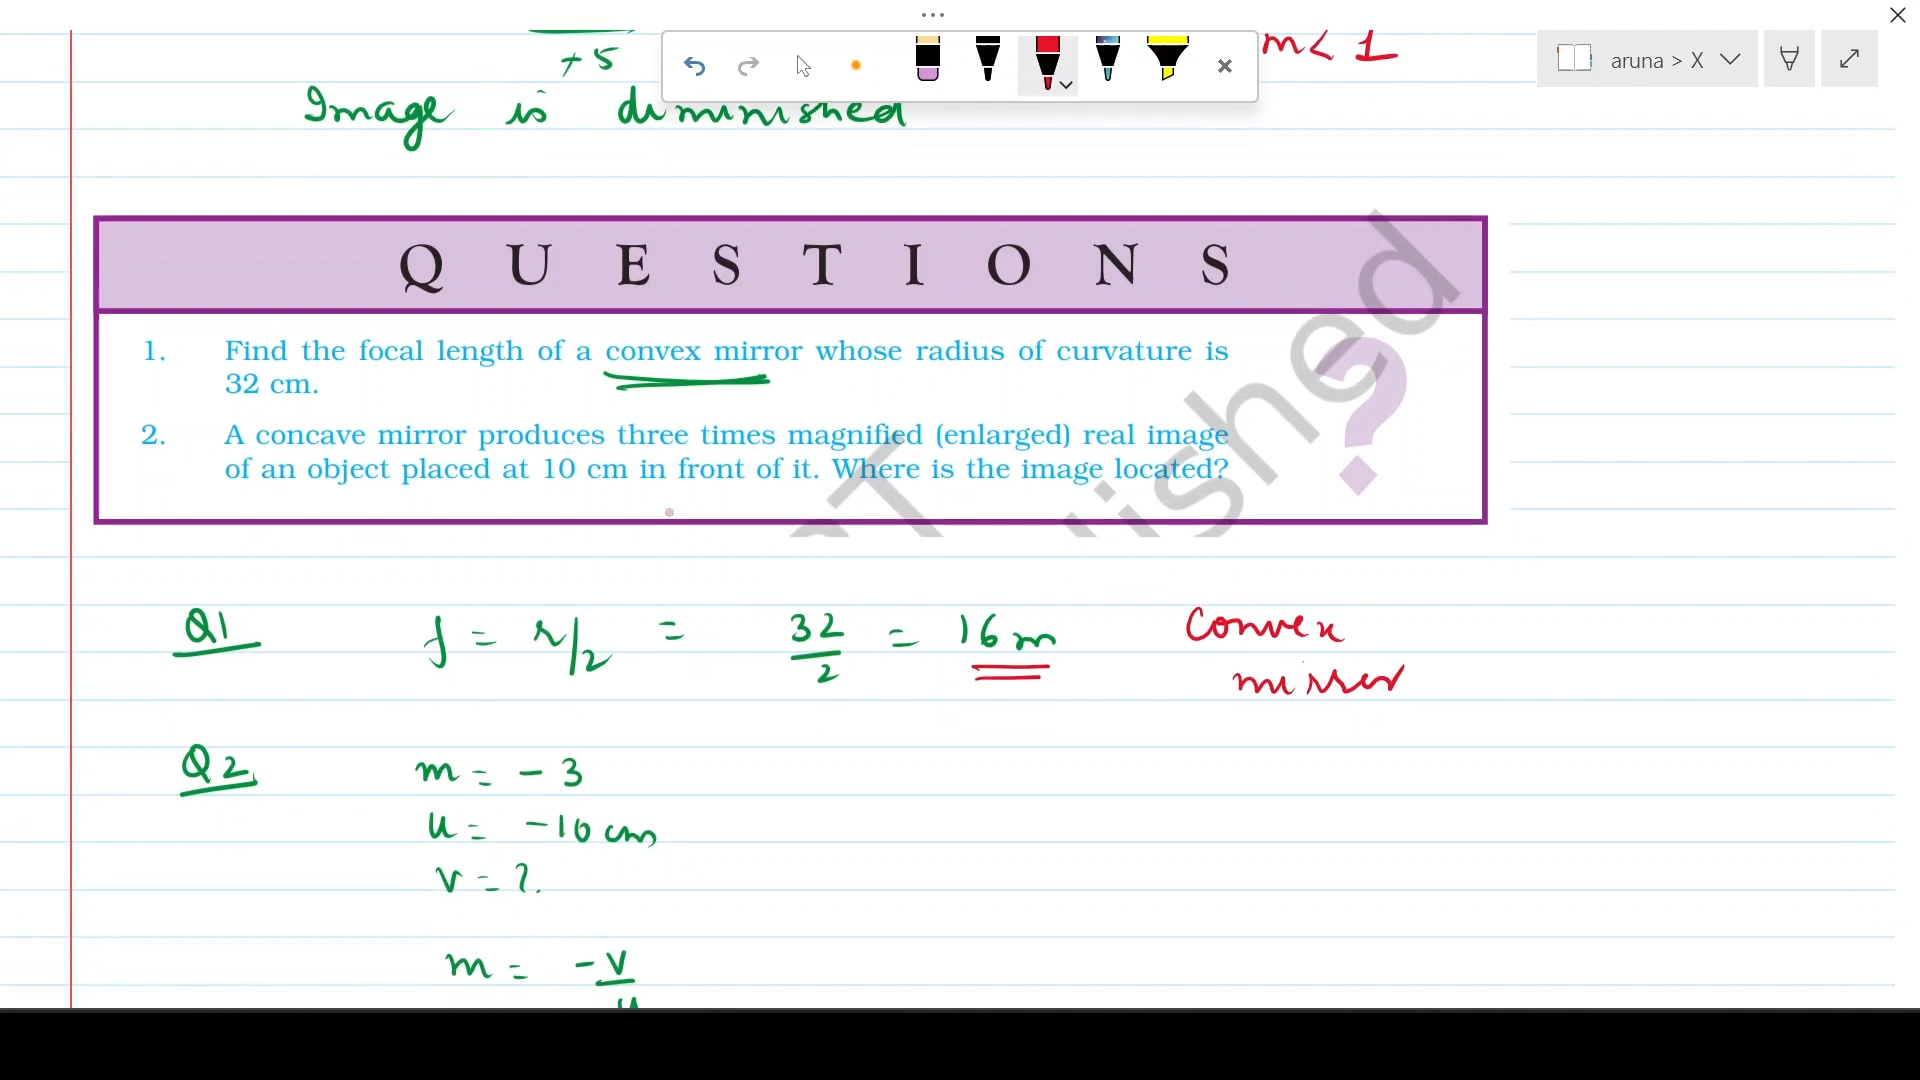 +5
m< 1
aruna > X
Image is diminished
QUESTIONS
1. Find the focal length of a convex mirror whose radius of curvature is
32 cm.
2. A concave mirror produces three times magnified (enlarged) real image
of an object placed at 10 cm in front of it. Where is the image located?
?
ished
Q1 f = r/2 = 32/2 = 16 m Convex
mirror
Q2 m = -3
u = -10 cm
v = ?
m = -v/u